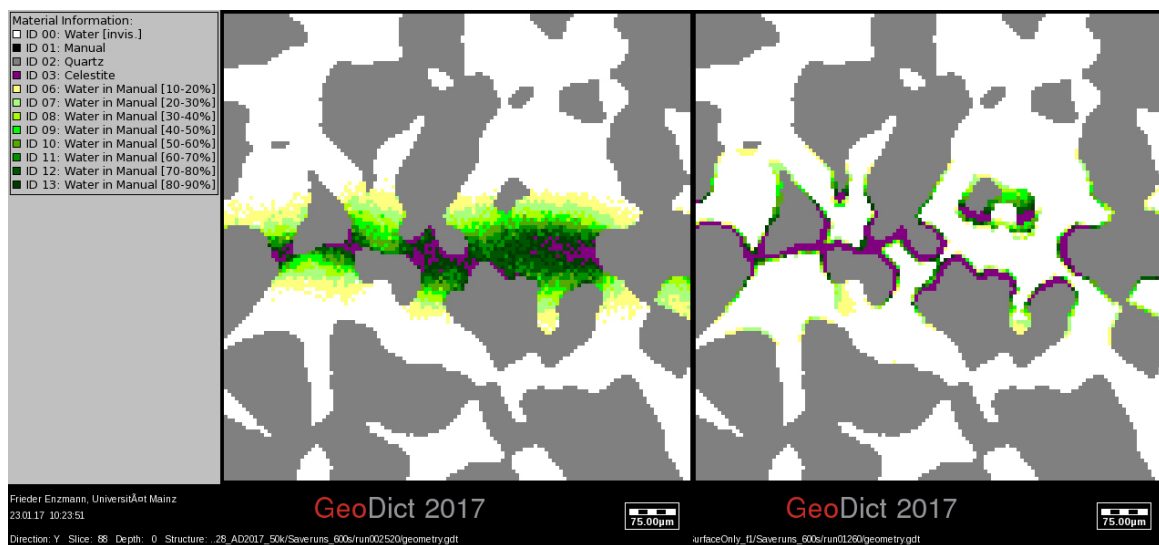 Material Information:
ID 00: Water [invis.]
ID 01: Manual
ID 02: Quartz
ID 03: Celestite
ID 06: Water in Manual [10-20%]
ID 07: Water in Manual [20-30%]
ID 08: Water in Manual [30-40%]
ID 09: Water in Manual [40-50%]
ID 10: Water in Manual [50-60%]
ID 11: Water in Manual [60-70%]
ID 12: Water in Manual [70-80%]
ID 13: Water in Manual [80-90%]
Frieder Enzmann, UniversitÃ¤t Mainz
23.01.17 10:23:51
GeoDict 2017
75.00µm
GeoDict 2017
75.00µm
Direction: Y Slice: 88 Depth: 0 Structure: ..28_AD2017_50k/Saveruns_600s/run002520/geometry.gdt
urfaceOnly_f1/Saveruns_600s/run01260/geometry.gdt